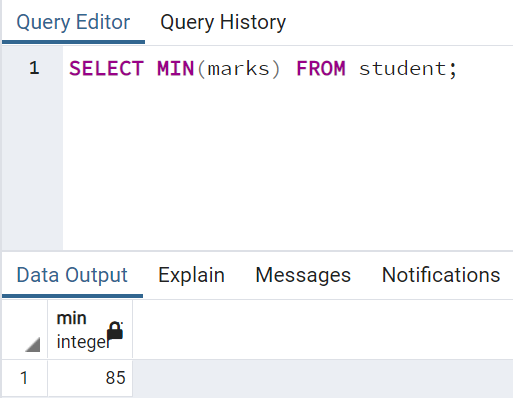 Query Editor Query History
1 SELECT MIN(marks) FROM student;
Data Output Explain Messages Notifications
min
integer
1 85